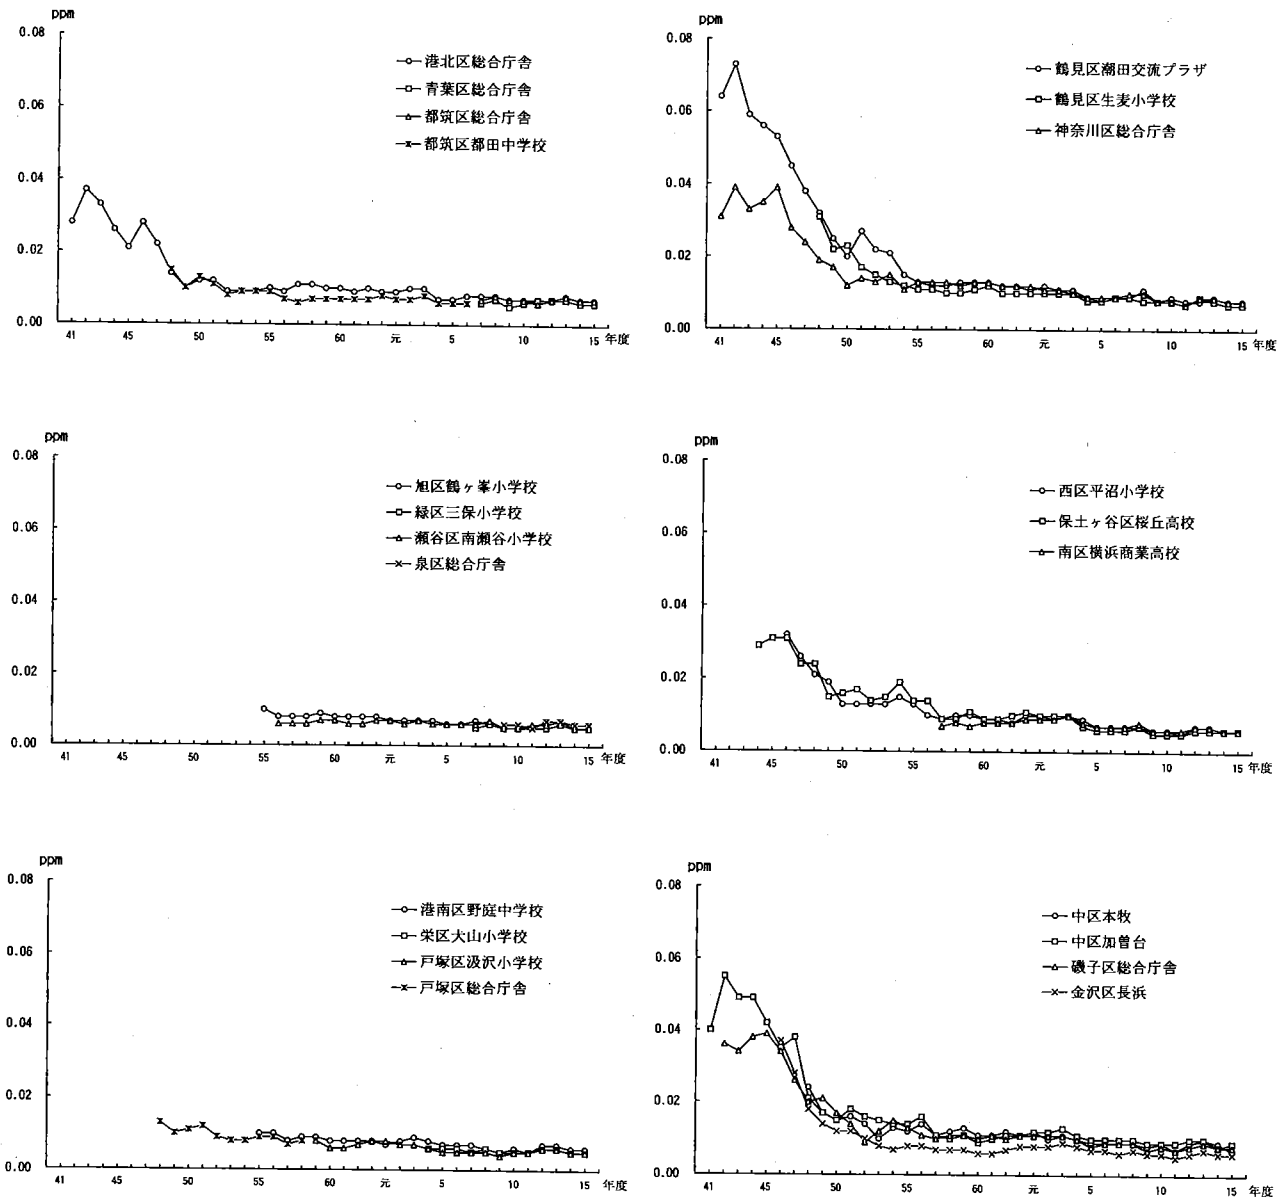 ppm
0.08
0.06
0.04
0.02
0.00
港北区総合庁舎
青葉区総合庁舎
都筑区総合庁舎
都筑区都田中学校
41 45 50 55 60 元 5 10 15 年度
ppm
0.08
0.06
0.04
0.02
0.00
鶴見区潮田交流プラザ
鶴見区生麦小学校
神奈川区総合庁舎
41 45 50 55 60 元 5 10 15 年度
ppm
0.08
0.06
0.04
0.02
0.00
旭区鶴ヶ峯小学校
緑区三保小学校
瀬谷区南瀬谷小学校
泉区総合庁舎
41 45 50 55 60 元 5 10 15 年度
ppm
0.08
0.06
0.04
0.02
0.00
西区平沼小学校
保土ヶ谷区桜丘高校
南区横浜商業高校
41 45 50 55 60 元 5 10 15 年度
ppm
0.08
0.06
0.04
0.02
0.00
港南区野庭中学校
栄区犬山小学校
戸塚区汲沢小学校
戸塚区総合庁舎
41 45 50 55 60 元 5 10 15 年度
ppm
0.08
0.06
0.04
0.02
0.00
中区本牧
中区加曽台
磯子区総合庁舎
金沢区長浜
41 45 50 55 60 元 5 10 15 年度